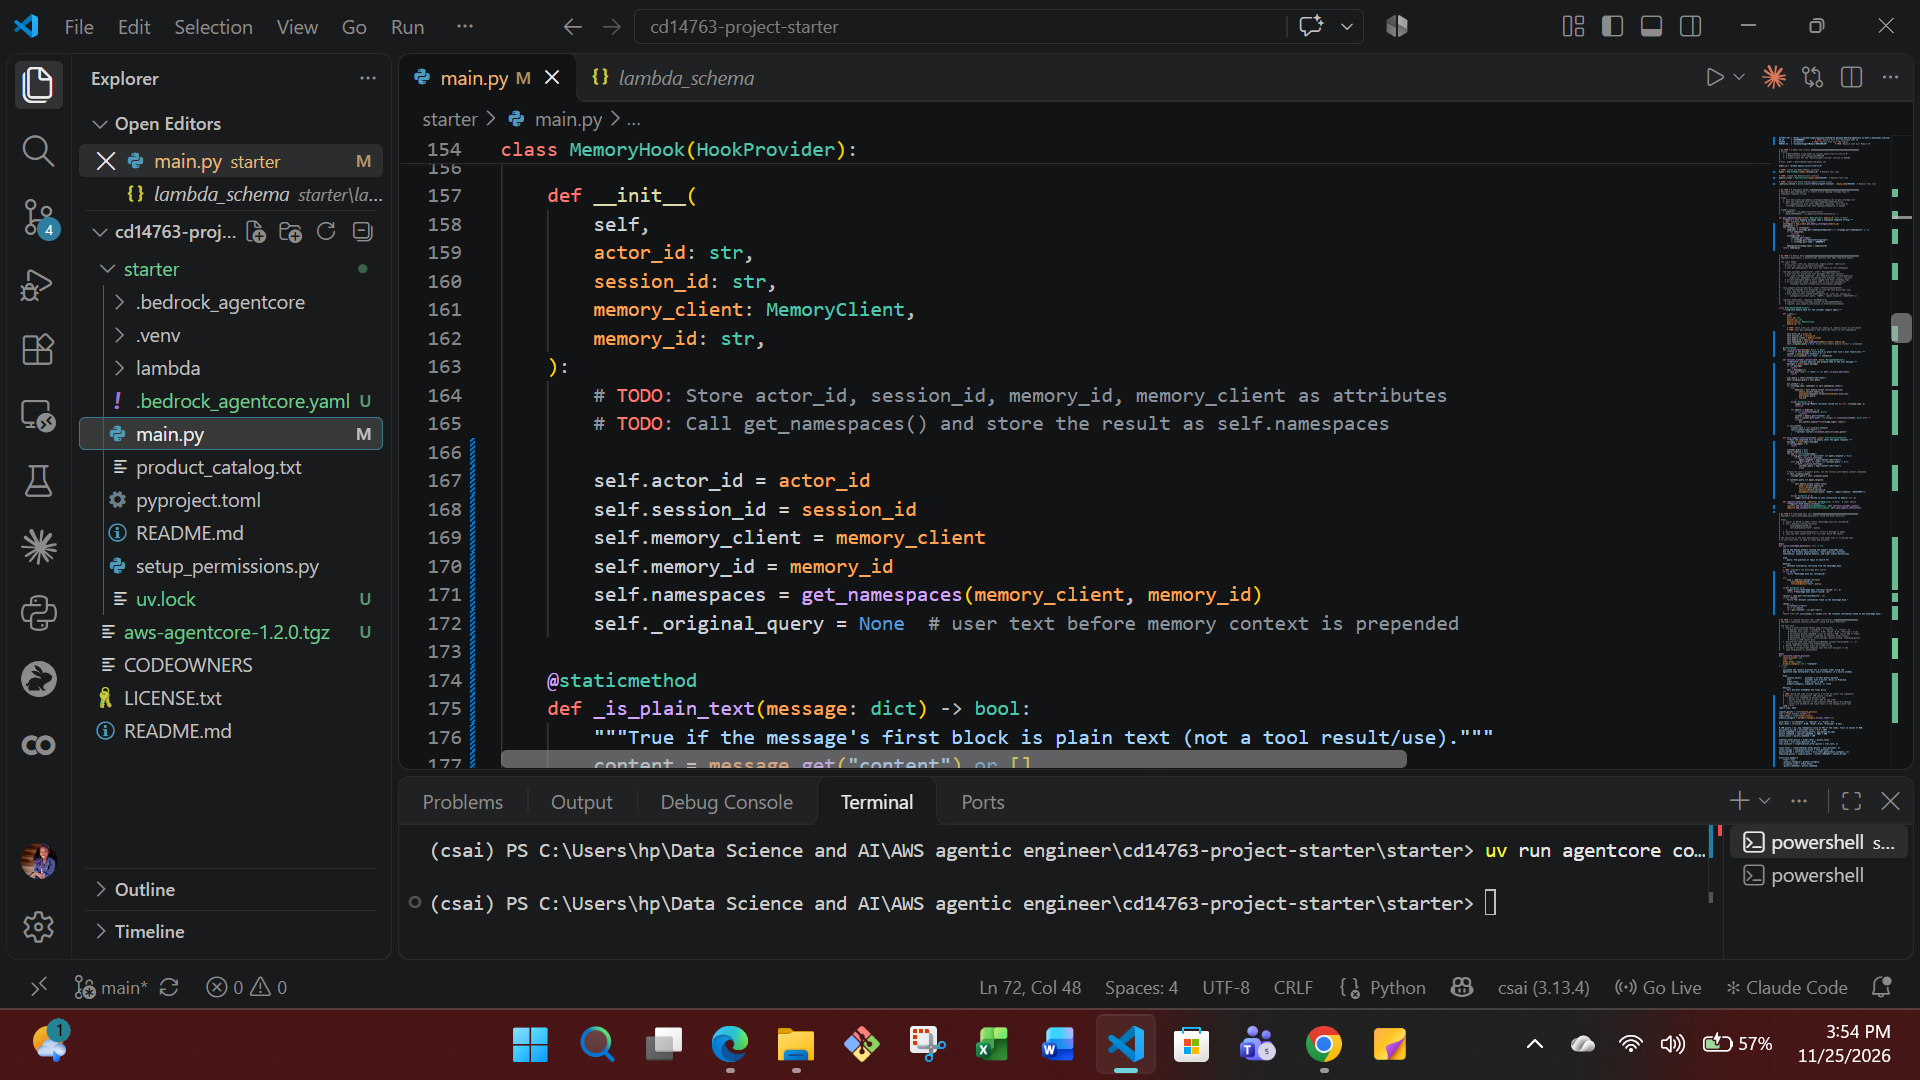 File Edit Selection View Go Run ···
cd14763-project-starter
Explorer
Open Editors
main.py starter M
{} lambda_schema starter\la...
cd14763-proj...
starter
.bedrock_agentcore
.venv
lambda
! .bedrock_agentcore.yaml U
main.py M
product_catalog.txt
pyproject.toml
README.md
setup_permissions.py
uv.lock U
aws-agentcore-1.2.0.tgz U
CODEOWNERS
LICENSE.txt
README.md
Outline
Timeline
4
main.py M
{} lambda_schema
starter > main.py > ...
154 class MemoryHook(HookProvider):
156
157 def __init__(
158 self,
159 actor_id: str,
160 session_id: str,
161 memory_client: MemoryClient,
162 memory_id: str,
163 ):
164 # TODO: Store actor_id, session_id, memory_id, memory_client as attributes
165 # TODO: Call get_namespaces() and store the result as self.namespaces
166
167 self.actor_id = actor_id
168 self.session_id = session_id
169 self.memory_client = memory_client
170 self.memory_id = memory_id
171 self.namespaces = get_namespaces(memory_client, memory_id)
172 self._original_query = None # user text before memory context is prepended
173
174 @staticmethod
175 def _is_plain_text(message: dict) -> bool:
176 """True if the message's first block is plain text (not a tool result/use)."""
177 content = message.get("content") or []
Problems Output Debug Console Terminal Ports
(csai) PS C:\Users\hp\Data Science and AI\AWS agentic engineer\cd14763-project-starter\starter> uv run agentcore co...
(csai) PS C:\Users\hp\Data Science and AI\AWS agentic engineer\cd14763-project-starter\starter>
powershell s...
powershell
main* 0 0
Ln 72, Col 48 Spaces: 4 UTF-8 CRLF {} Python csai (3.13.4) Go Live Claude Code
1
57%
3:54 PM
11/25/2026